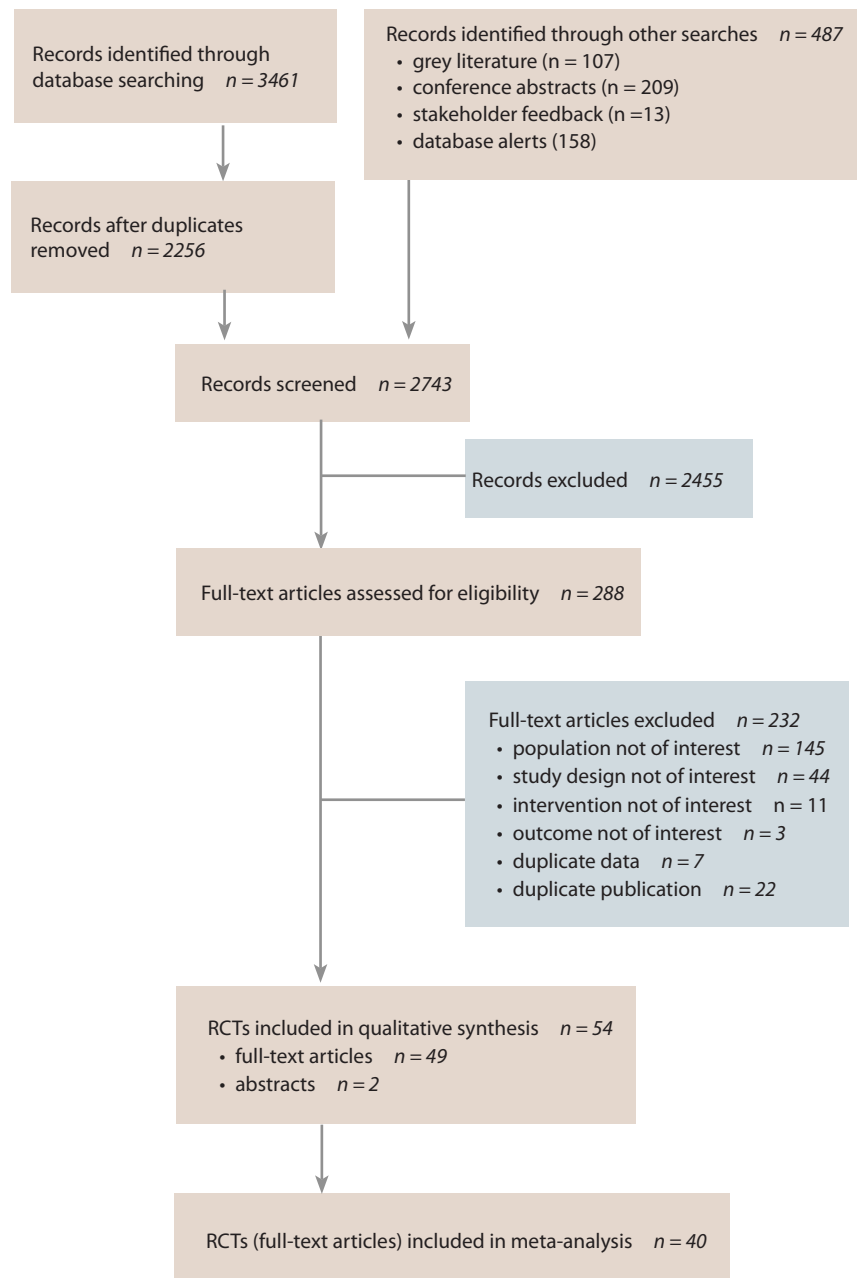 Records identified through
database searching n = 3461
Records identified through other searches n = 487
• grey literature (n = 107)
• conference abstracts (n = 209)
• stakeholder feedback (n =13)
• database alerts (158)
Records after duplicates
removed n = 2256
Records screened n = 2743
Records excluded n = 2455
Full-text articles assessed for eligibility n = 288
Full-text articles excluded n = 232
• population not of interest n = 145
• study design not of interest n = 44
• intervention not of interest n = 11
• outcome not of interest n = 3
• duplicate data n = 7
• duplicate publication n = 22
RCTs included in qualitative synthesis n = 54
• full-text articles n = 49
• abstracts n = 2
RCTs (full-text articles) included in meta-analysis n = 40